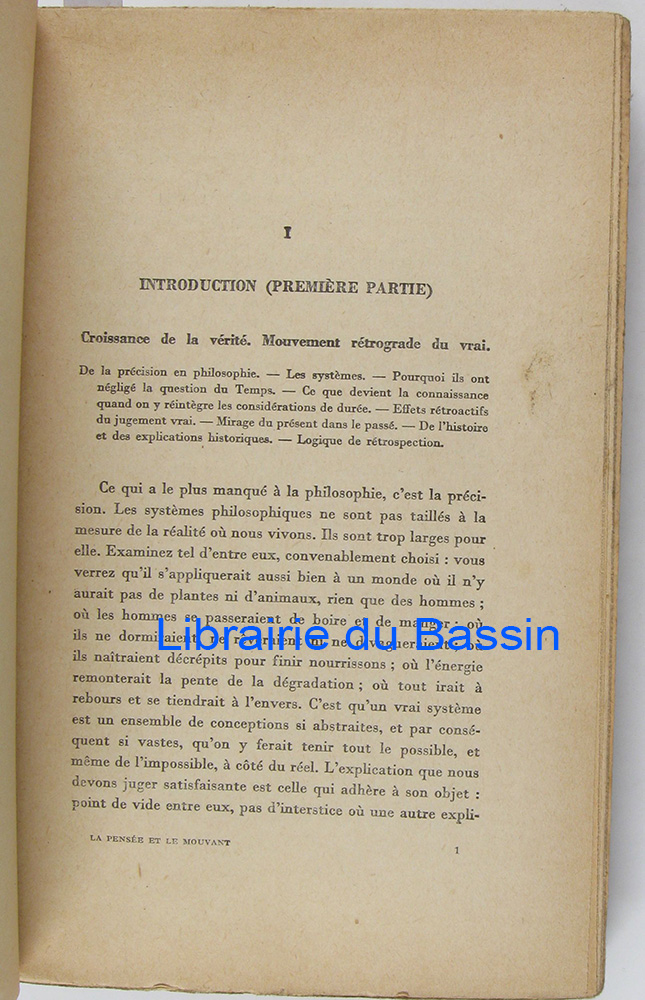 I
INTRODUCTION (PREMIÈRE PARTIE)
Croissance de la vérité. Mouvement rétrograde du vrai.
De la précision en philosophie. — Les systèmes. — Pourquoi ils ont
négligé la question du Temps. — Ce que devient la connaissance
quand on y réintègre les considérations de durée. — Effets rétroactifs
du jugement vrai. — Mirage du présent dans le passé. — De l'histoire
et des explications historiques. — Logique de rétrospection.
Ce qui a le plus manqué à la philosophie, c'est la préci-
sion. Les systèmes philosophiques ne sont pas taillés à la
mesure de la réalité où nous vivons. Ils sont trop larges pour
elle. Examinez tel d'entre eux, convenablement choisi : vous
verrez qu'il s'appliquerait aussi bien à un monde où il n'y
aurait pas de plantes ni d'animaux, rien que des hommes ;
où les hommes se passeraient de boire et de manger ; où
ils ne dormiraient, ne rêveraient ni ne divagueraient ; où
Librairie du Bassin
ils naîtraient décrépits pour finir nourrissons ; où l'énergie
remonterait la pente de la dégradation ; où tout irait à
rebours et se tiendrait à l'envers. C'est qu'un vrai système
est un ensemble de conceptions si abstraites, et par consé-
quent si vastes, qu'on y ferait tenir tout le possible, et
même de l'impossible, à côté du réel. L'explication que nous
devons juger satisfaisante est celle qui adhère à son objet :
point de vide entre eux, pas d'interstice où une autre expli-
LA PENSÉE ET LE MOUVANT
1